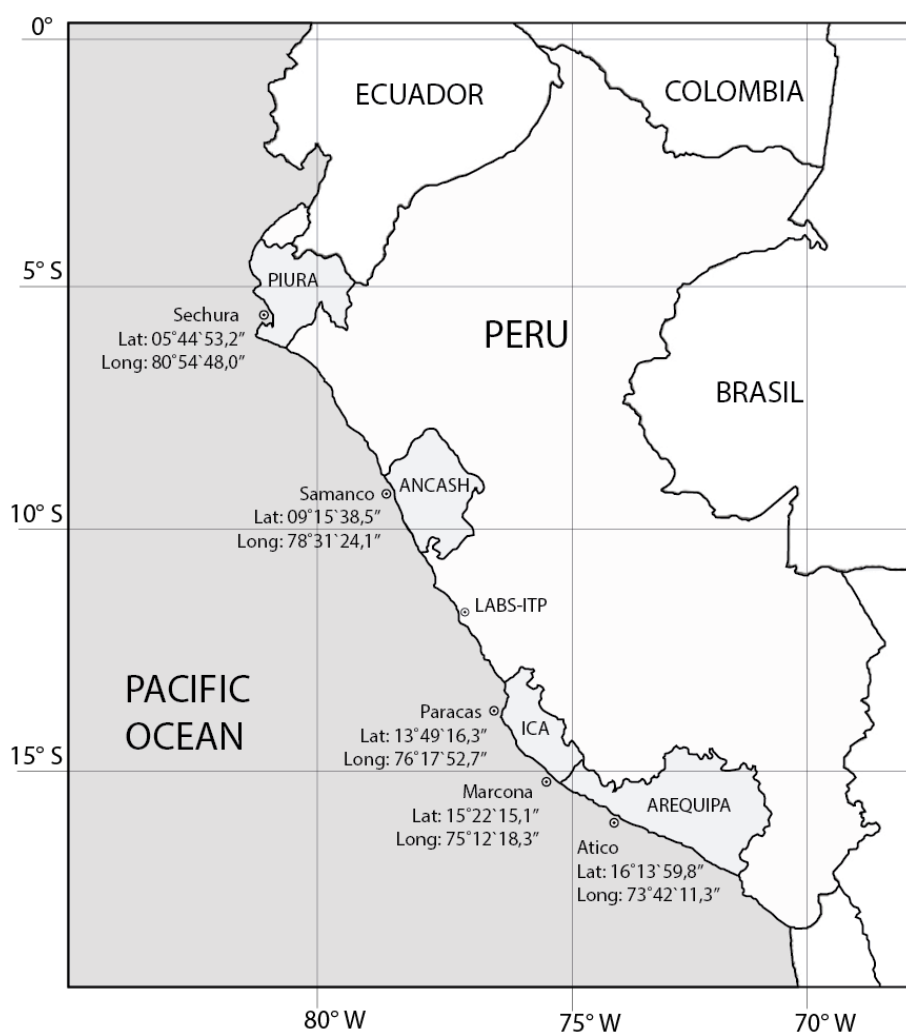 0°
ECUADOR
COLOMBIA
5° S
PIURA
Sechura
Lat: 05°44`53,2”
Long: 80°54`48,0”
PERU
BRASIL
ANCASH
Samanco
Lat: 09°15`38,5”
Long: 78°31`24,1”
10° S
LABS-ITP
PACIFIC
OCEAN
Paracas
Lat: 13°49`16,3”
Long: 76°17`52,7”
ICA
15° S
Marcona
Lat: 15°22`15,1”
Long: 75°12`18,3”
AREQUIPA
Atico
Lat: 16°13`59,8”
Long: 73°42`11,3”
80° W
75° W
70° W